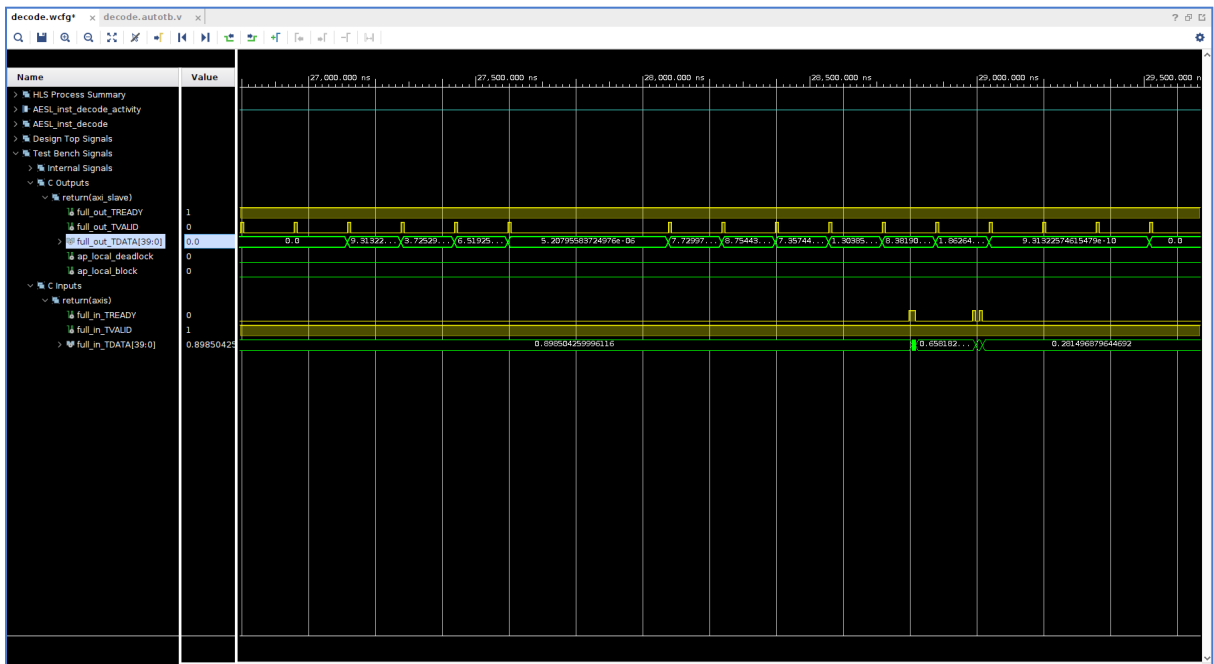 decode.wcfg* × decode.autotb.v ×
Name Value 27,000.000 ns 27,500.000 ns 28,000.000 ns 28,500.000 ns 29,000.000 ns 29,500.000 n
HLS Process Summary
AESL_inst_decode_activity
AESL_inst_decode
Design Top Signals
Test Bench Signals
Internal Signals
C Outputs
return(axi_slave)
full_out_TREADY 1
full_out_TVALID 0
full_out_TDATA[39:0] 0.0 0.0 9.31322... 3.72529... 6.51925... 5.20795583724976e-06 7.72997... 8.75443... 7.35744... 1.30385... 8.38190... 1.86264... 9.31322574615479e-10 0.0
ap_local_deadlock 0
ap_local_block 0
C Inputs
return(axis)
full_in_TREADY 0
full_in_TVALID 1
full_in_TDATA[39:0] 0.89850425 0.898504259996116 0.658182... 0.281496879644692